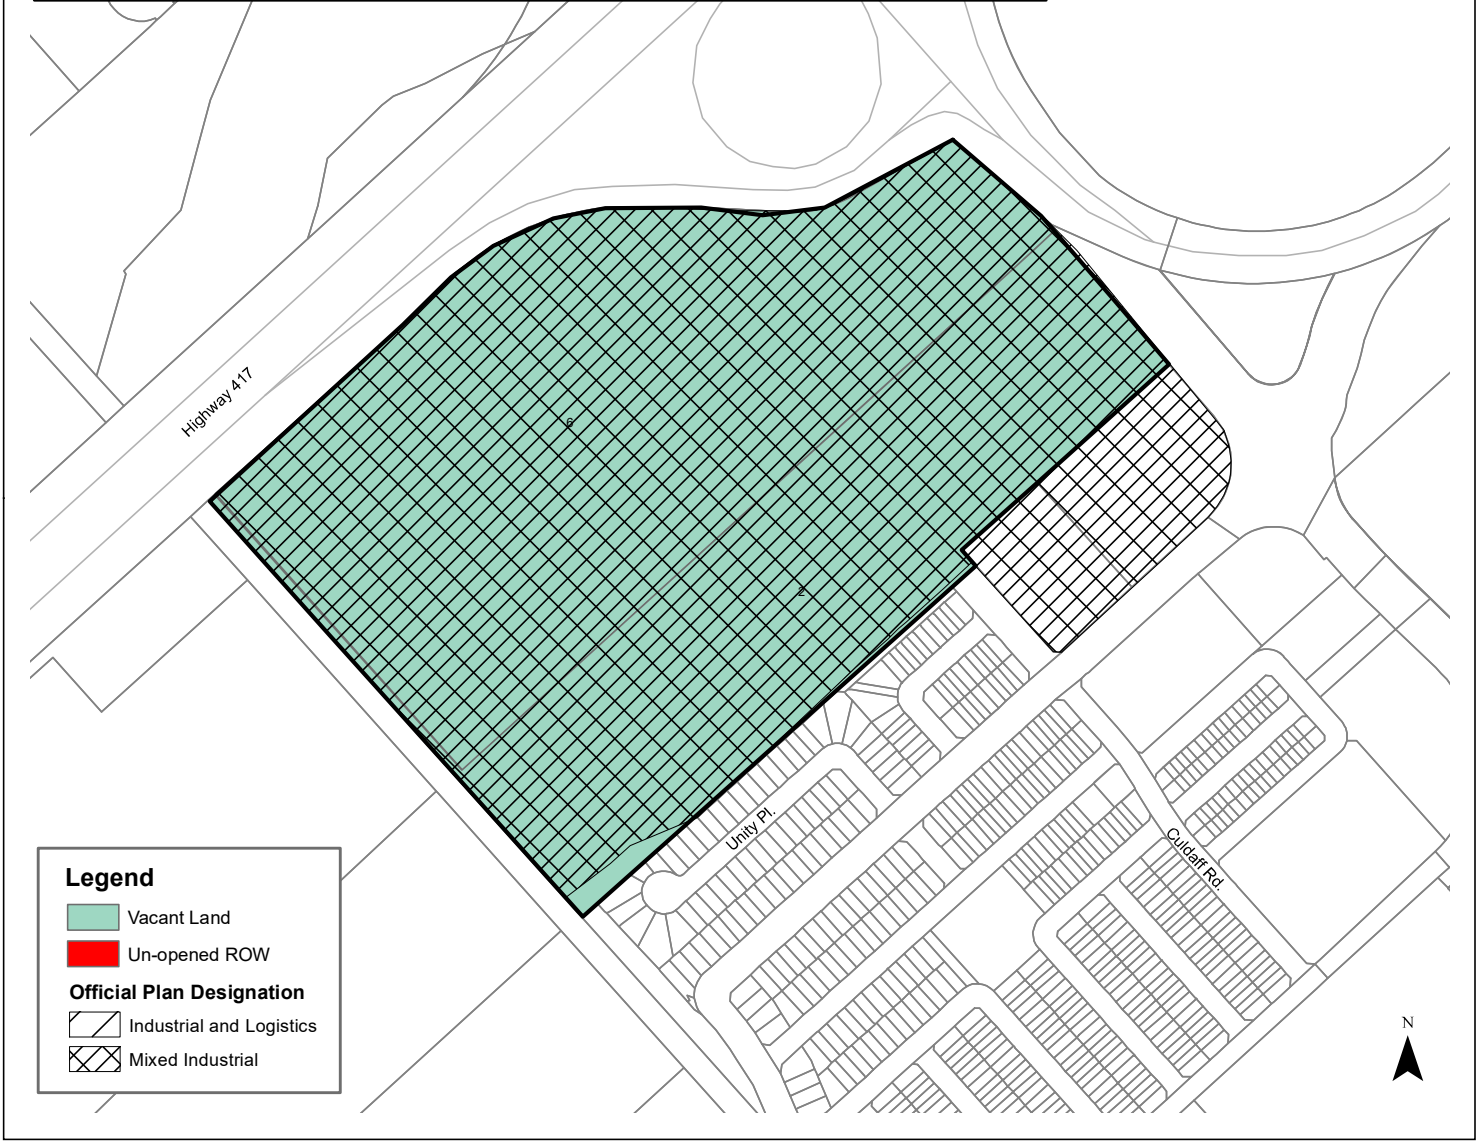 Highway 417
6
2
Unity Pl.
Culdaff Rd.
Legend
Vacant Land
Un-opened ROW
Official Plan Designation
Industrial and Logistics
Mixed Industrial
N